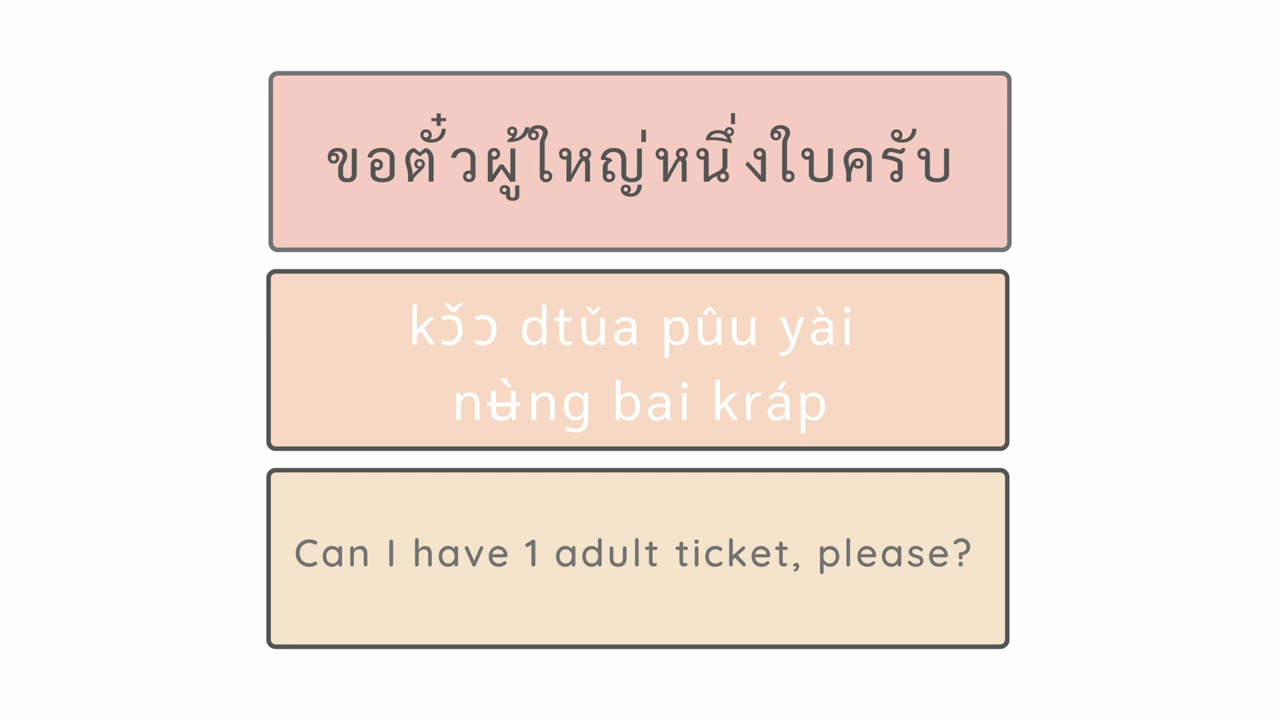 ขอตั๋วผู้ใหญ่หนึ่งใบครับ
kɔ̌ɔ dtǔa pûu yài
nʉ̀ng bai kráp
Can I have 1 adult ticket, please?